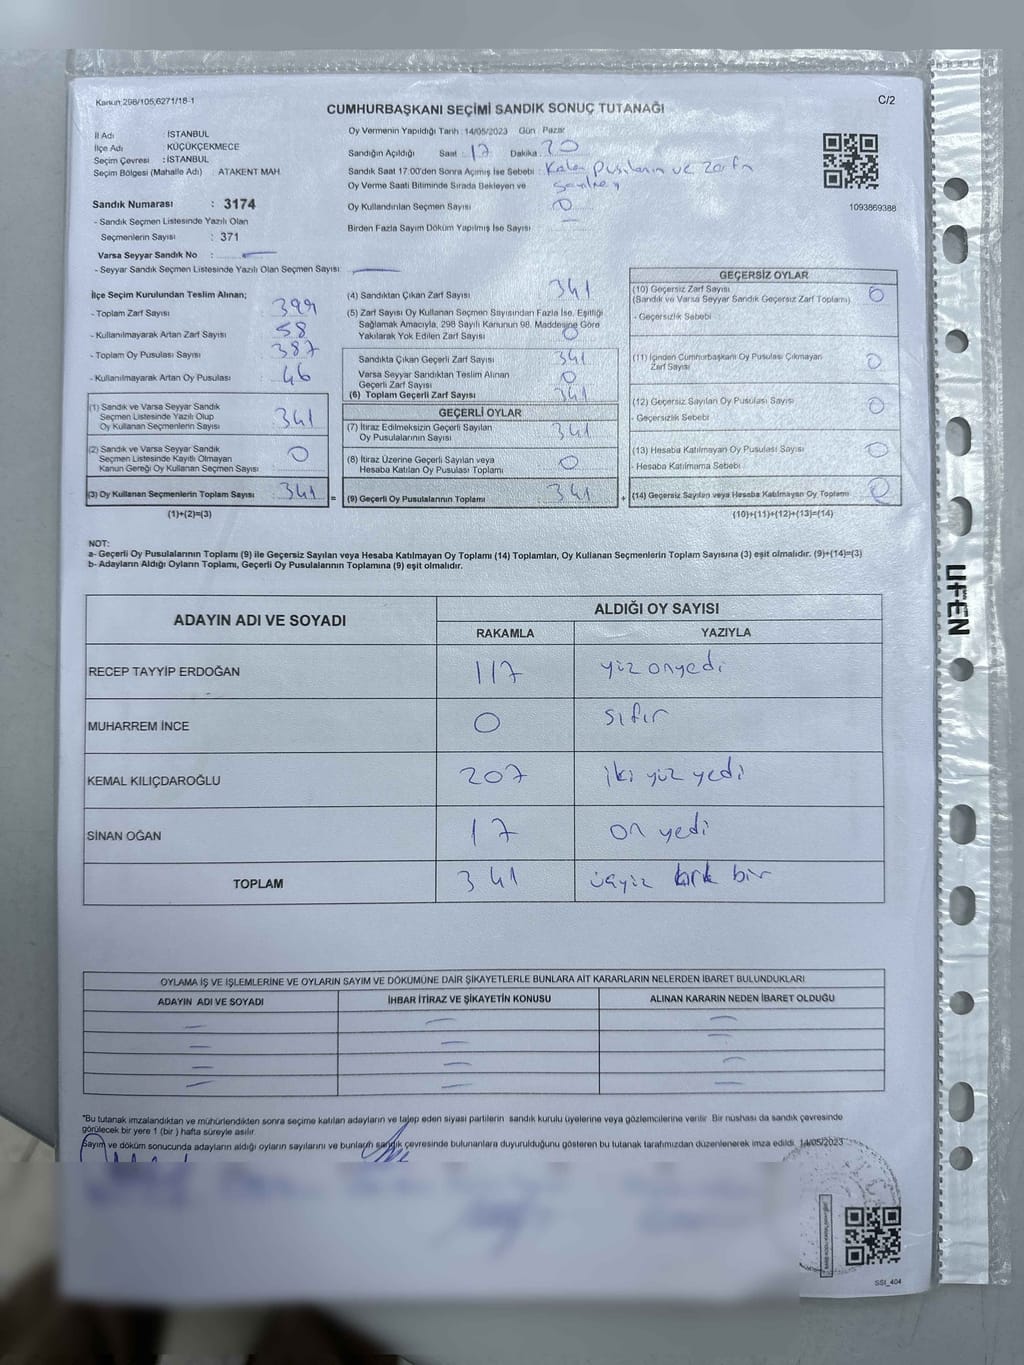 Kanun 298/105,6271/18-1
C/2
CUMHURBAŞKANI SEÇİMİ SANDIK SONUÇ TUTANAĞI
İl Adı : İSTANBUL
İlçe Adı : KÜÇÜKÇEKMECE
Seçim Çevresi : İSTANBUL
Seçim Bölgesi (Mahalle Adı) ATAKENT MAH.
Sandık Numarası : 3174
- Sandık Seçmen Listesinde Yazılı Olan
Seçmenlerin Sayısı : 371
Varsa Seyyar Sandık No :
- Seyyar Sandık Seçmen Listesinde Yazılı Olan Seçmen Sayısı:
Oy Vermenin Yapıldığı Tarih :14/05/2023 Gün Pazar
Sandığın Açıldığı Saat : 17 Dakika : 20
Sandık Saat 17.00'den Sonra Açılmış İse Sebebi : Kalan Pusulanın ve Zarfın
Oy Verme Saati Bitiminde Sırada Bekleyen ve
Oy Kullandırılan Seçmen Sayısı 0
Birden Fazla Sayım Döküm Yapılmış İse Sayısı
1093869388
İlçe Seçim Kurulundan Teslim Alınan;
- Toplam Zarf Sayısı : 399
- Kullanılmayarak Artan Zarf Sayısı : 58
- Toplam Oy Pusulası Sayısı : 387
- Kullanılmayarak Artan Oy Pusulası : 46
(1) Sandık ve Varsa Seyyar Sandık
Seçmen Listesinde Yazılı Olup
Oy Kullanan Seçmenlerin Sayısı : 341
(2) Sandık ve Varsa Seyyar Sandık
Seçmen Listesinde Kayıtlı Olmayan
Kanun Gereği Oy Kullanan Seçmen Sayısı : 0
(3) Oy Kullanan Seçmenlerin Toplam Sayısı : 341
(1)+(2)=(3)
=
(4) Sandıktan Çıkan Zarf Sayısı : 341
(5) Zarf Sayısı Oy Kullanan Seçmen Sayısından Fazla İse, Eşitliği
Sağlamak Amacıyla, 298 Sayılı Kanunun 98. Maddesine Göre
Yakılarak Yok Edilen Zarf Sayısı : 0
Sandıkta Çıkan Geçerli Zarf Sayısı : 341
Varsa Seyyar Sandıktan Teslim Alınan
Geçerli Zarf Sayısı : 0
(6) Toplam Geçerli Zarf Sayısı : 341
GEÇERLİ OYLAR
(7) İtiraz Edilmeksizin Geçerli Sayılan
Oy Pusulalarının Sayısı : 341
(8) İtiraz Üzerine Geçerli Sayılan veya
Hesaba Katılan Oy Pusulası Toplamı : 0
(9) Geçerli Oy Pusulalarının Toplamı : 341
+
GEÇERSİZ OYLAR
(10) Geçersiz Zarf Sayısı
(Sandık ve Varsa Seyyar Sandık Geçersiz Zarf Toplamı) : 0
- Geçersizlik Sebebi :
(11) İçinden Cumhurbaşkanı Oy Pusulası Çıkmayan
Zarf Sayısı : 0
(12) Geçersiz Sayılan Oy Pusulası Sayısı : 0
- Geçersizlik Sebebi :
(13) Hesaba Katılmayan Oy Pusulası Sayısı : 0
- Hesaba Katılmama Sebebi :
(14) Geçersiz Sayılan veya Hesaba Katılmayan Oy Toplamı :
(10)+(11)+(12)+(13)=(14)
NOT:
a- Geçerli Oy Pusulalarının Toplamı (9) ile Geçersiz Sayılan veya Hesaba Katılmayan Oy Toplamı (14) Toplamları, Oy Kullanan Seçmenlerin Toplam Sayısına (3) eşit olmalıdır. (9)+(14)=(3)
b- Adayların Aldığı Oyların Toplamı, Geçerli Oy Pusulalarının Toplamına (9) eşit olmalıdır.
ADAYIN ADI VE SOYADI
ALDIĞI OY SAYISI
RAKAMLA YAZIYLA
RECEP TAYYİP ERDOĞAN 117 yüz onyedi
MUHARREM İNCE 0 sıfır
KEMAL KILIÇDAROĞLU 207 iki yüz yedi
SİNAN OĞAN 17 on yedi
TOPLAM 341 üçyüz kırk bir
OYLAMA İŞ VE İŞLEMLERİNE VE OYLARIN SAYIM VE DÖKÜMÜNE DAİR ŞİKAYETLERLE BUNLARA AİT KARARLARIN NELERDEN İBARET BULUNDUKLARI
ADAYIN ADI VE SOYADI İHBAR İTİRAZ VE ŞİKAYETİN KONUSU ALINAN KARARIN NEDEN İBARET OLDUĞU
"Bu tutanak imzalandıktan ve mühürlendikten sonra seçime katılan adayların ve talep eden siyasi partilerin sandık kurulu üyelerine veya gözlemcilerine verilir. Bir nüshası da sandık çevresinde
görülecek bir yere 1 (bir ) hafta süreyle asılır.
Sayım ve döküm sonucunda adayların aldığı oyların sayılarını ve bunların sandık çevresinde bulunanlara duyurulduğunu gösteren bu tutanak tarafımızdan düzenlenerek imza edildi. 14/05/2023
SSI_404
UFEN